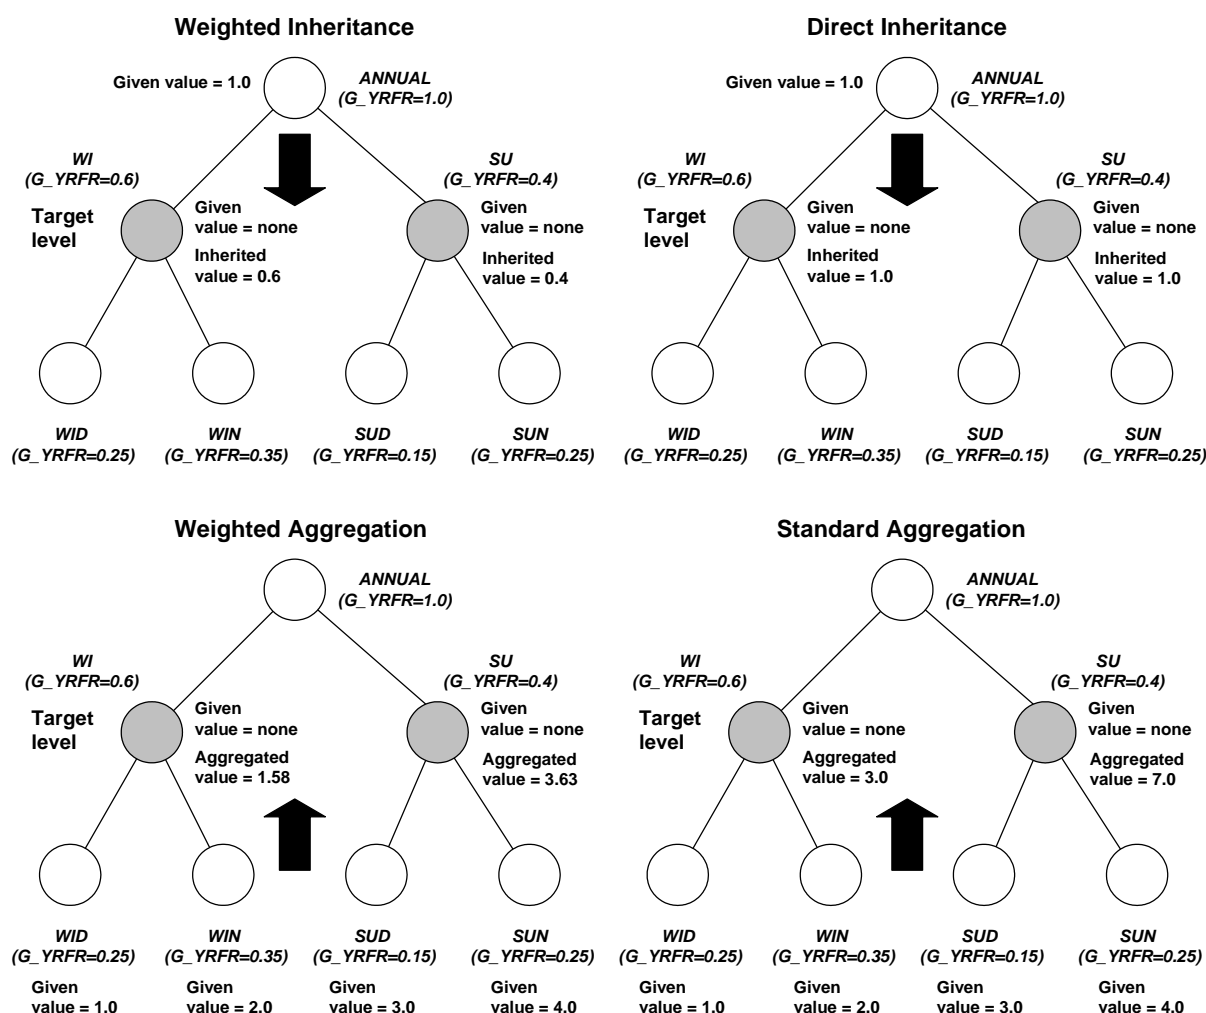 Weighted Inheritance
Given value = 1.0
ANNUAL
(G_YRFR=1.0)
WI
(G_YRFR=0.6)
SU
(G_YRFR=0.4)
Target
level
Given
value = none
Inherited
value = 0.6
Given
value = none
Inherited
value = 0.4
WID
(G_YRFR=0.25)
WIN
(G_YRFR=0.35)
SUD
(G_YRFR=0.15)
SUN
(G_YRFR=0.25)
Direct Inheritance
Given value = 1.0
ANNUAL
(G_YRFR=1.0)
WI
(G_YRFR=0.6)
SU
(G_YRFR=0.4)
Target
level
Given
value = none
Inherited
value = 1.0
Given
value = none
Inherited
value = 1.0
WID
(G_YRFR=0.25)
WIN
(G_YRFR=0.35)
SUD
(G_YRFR=0.15)
SUN
(G_YRFR=0.25)
Weighted Aggregation
ANNUAL
(G_YRFR=1.0)
WI
(G_YRFR=0.6)
SU
(G_YRFR=0.4)
Target
level
Given
value = none
Aggregated
value = 1.58
Given
value = none
Aggregated
value = 3.63
WID
(G_YRFR=0.25)
WIN
(G_YRFR=0.35)
SUD
(G_YRFR=0.15)
SUN
(G_YRFR=0.25)
Given
value = 1.0
Given
value = 2.0
Given
value = 3.0
Given
value = 4.0
Standard Aggregation
ANNUAL
(G_YRFR=1.0)
WI
(G_YRFR=0.6)
SU
(G_YRFR=0.4)
Target
level
Given
value = none
Aggregated
value = 3.0
Given
value = none
Aggregated
value = 7.0
WID
(G_YRFR=0.25)
WIN
(G_YRFR=0.35)
SUD
(G_YRFR=0.15)
SUN
(G_YRFR=0.25)
Given
value = 1.0
Given
value = 2.0
Given
value = 3.0
Given
value = 4.0